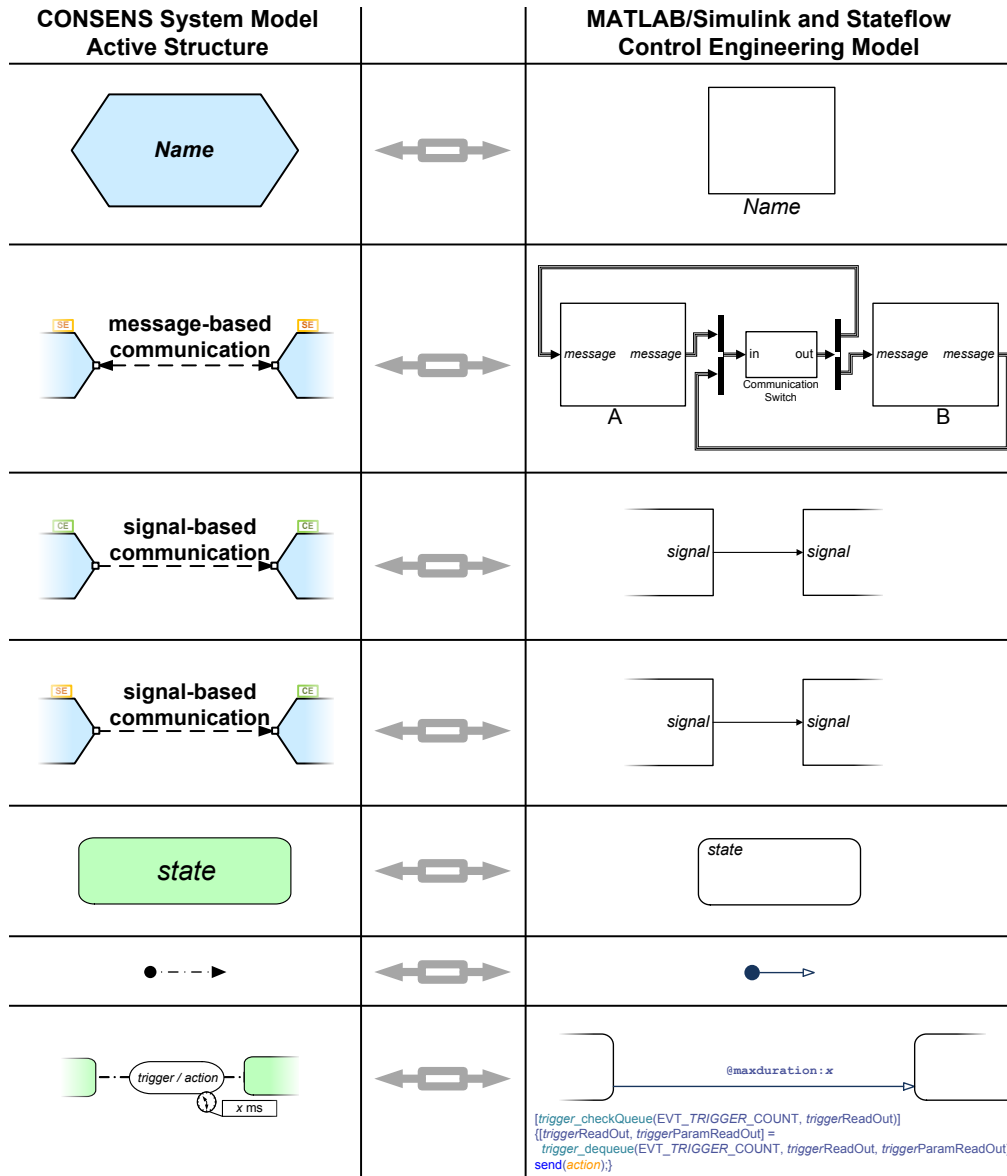 CONSENS System Model
Active Structure
MATLAB/Simulink and Stateflow
Control Engineering Model
Name
Name
SE
message-based
communication
SE
message
message
in
out
message
message
Communication
Switch
A
B
CE
signal-based
communication
CE
signal
signal
SE
signal-based
communication
CE
signal
signal
state
state
trigger / action
x ms
@maxduration:x
[trigger_checkQueue(EVT_TRIGGER_COUNT, triggerReadOut)]
{[triggerReadOut, triggerParamReadOut] =
trigger_dequeue(EVT_TRIGGER_COUNT, triggerReadOut, triggerParamReadOut
send(action);}